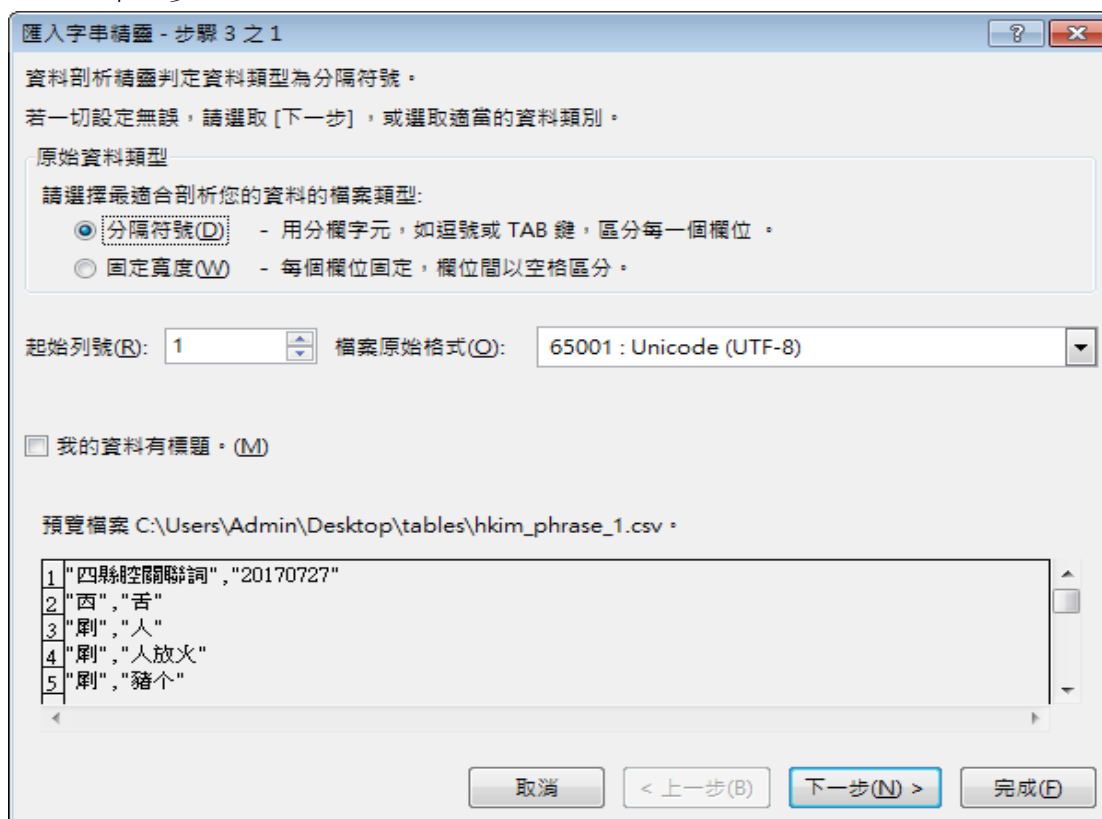 匯入字串精靈 - 步驟 3 之 1
資料剖析精靈判定資料類型為分隔符號。
若一切設定無誤，請選取 [下一步] ，或選取適當的資料類別。
原始資料類型
請選擇最適合剖析您的資料的檔案類型:
分隔符號(D) - 用分欄字元，如逗號或 TAB 鍵，區分每一個欄位 。
固定寬度(W) - 每個欄位固定，欄位間以空格區分。
起始列號(R): 1 檔案原始格式(O): 65001 : Unicode (UTF-8)
我的資料有標題。(M)
預覽檔案 C:\Users\Admin\Desktop\tables\hkim_phrase_1.csv。
1 "四縣腔關聯詞","20170727"
2 "㓾","舌"
3 "㓾","人"
4 "㓾","人放火"
5 "㓾","豬个"
取消 < 上一步(B) 下一步(N) > 完成(F)